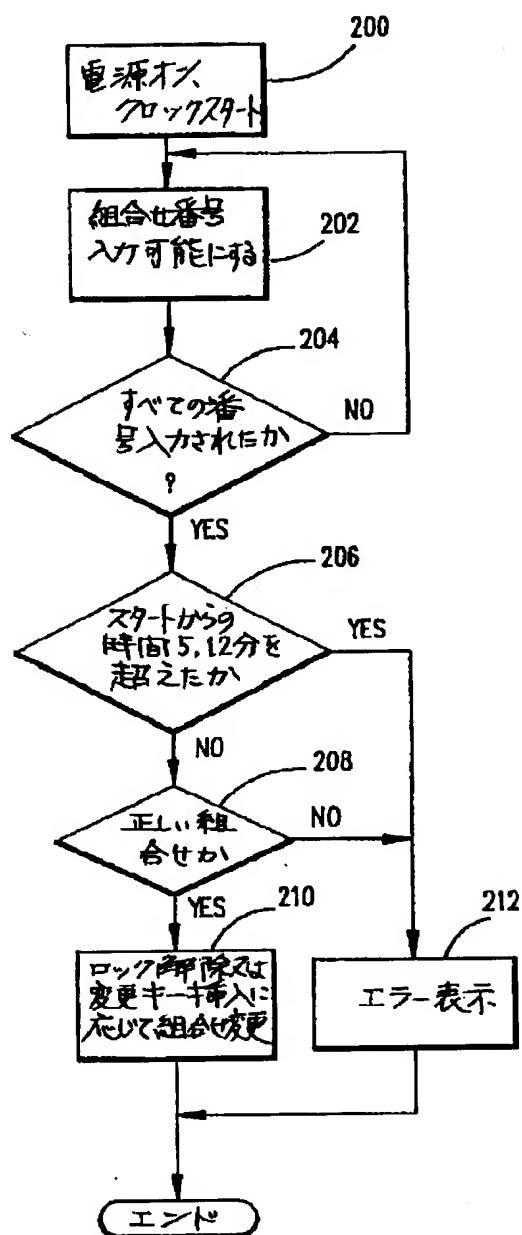 200
電源オン、
クロックスタート
組合せ番号
入力可能にする
202
204
すべての番
号入力されたか
?
NO
YES
206
スタートからの
時間5.12分を
超えたか
YES
NO
208
正しい組
合せか
NO
YES
210
ロック解除又は
変更キー挿入に
応じて組合せ変更
212
エラー表示
エンド